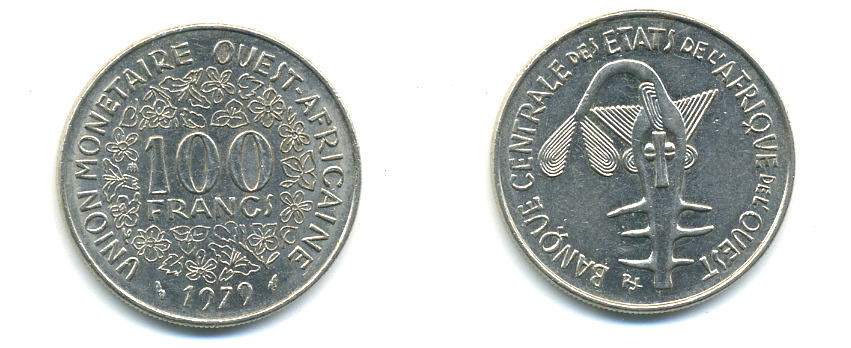 UNION MONETAIRE OUEST-AFRICAINE
100
FRANCS
1979
BANQUE CENTRALE DES ETATS DE L'AFRIQUE DE L'OUEST